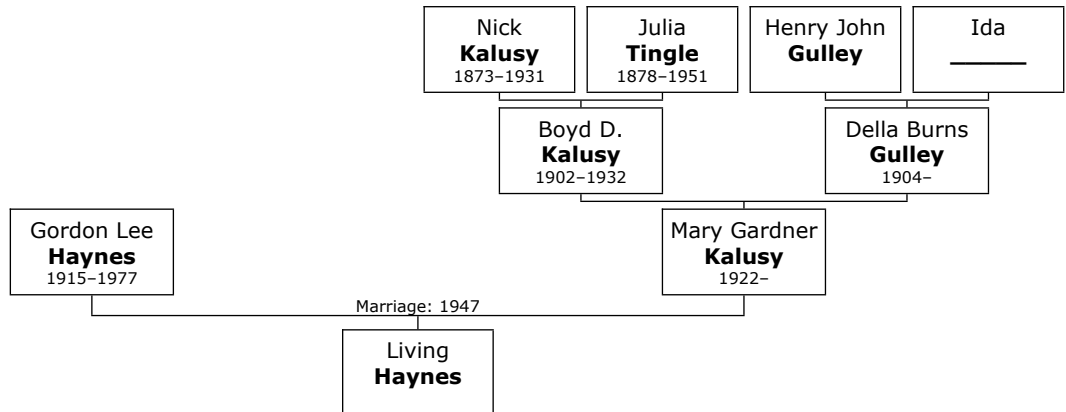 Nick
Kalusy
1873–1931
Julia
Tingle
1878–1951
Henry John
Gulley
Ida
______
Boyd D.
Kalusy
1902–1932
Della Burns
Gulley
1904–
Gordon Lee
Haynes
1915–1977
Mary Gardner
Kalusy
1922–
Marriage: 1947
Living
Haynes